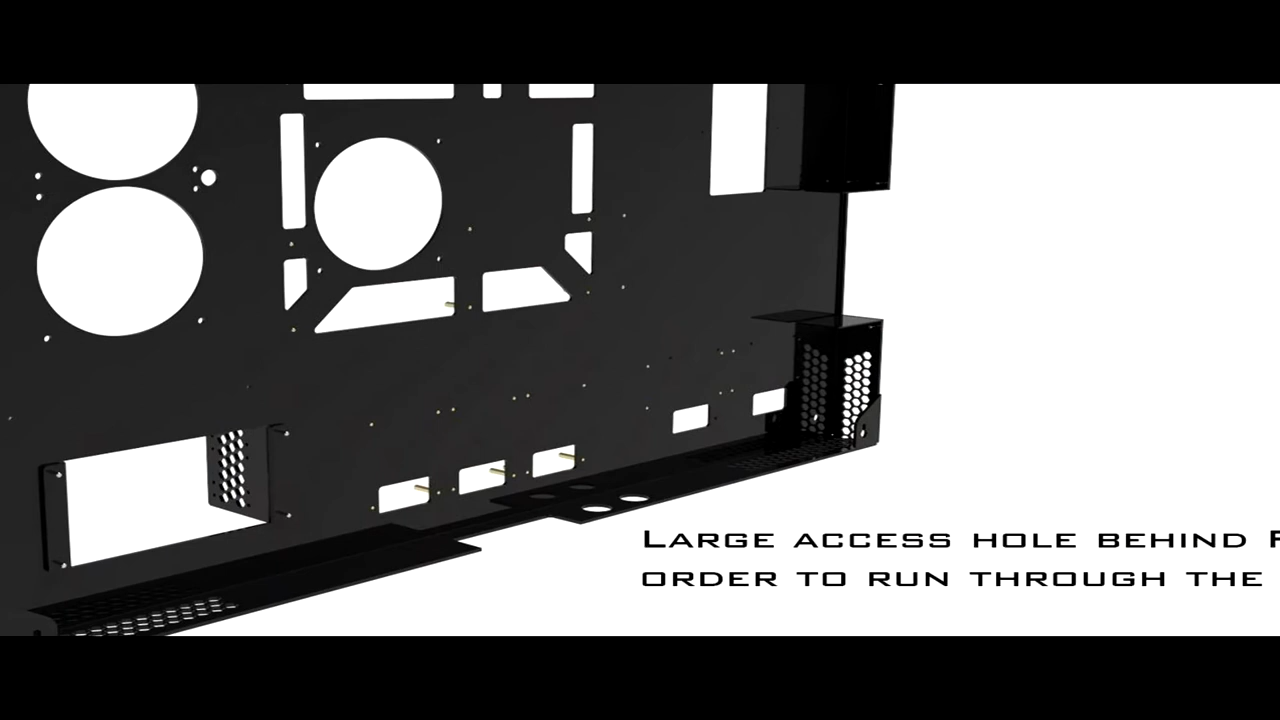 LARGE ACCESS HOLE BEHIND
ORDER TO RUN THROUGH THE